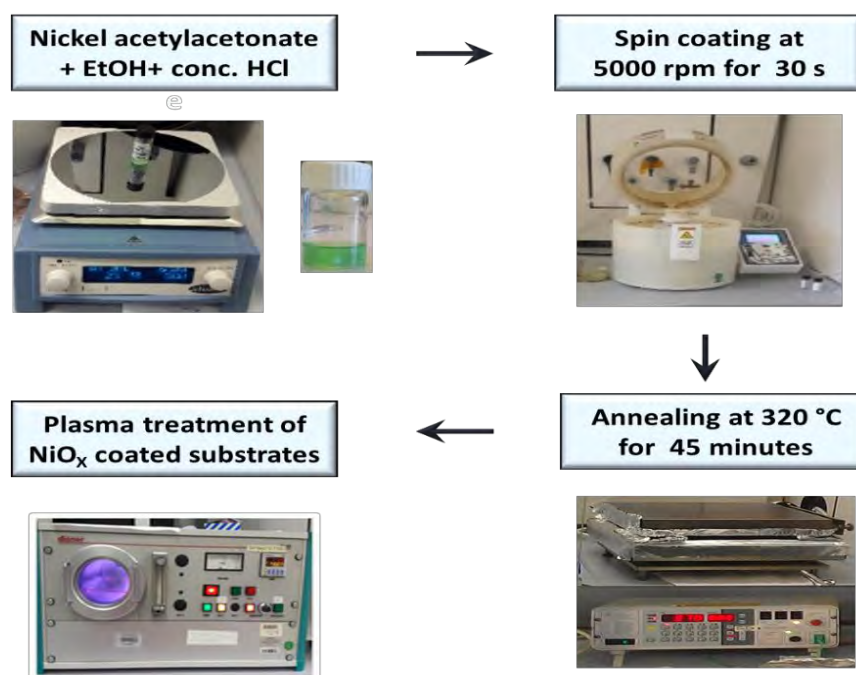 Nickel acetylacetonate
+ EtOH+ conc. HCl
e
Spin coating at
5000 rpm for 30 s
Annealing at 320 °C
for 45 minutes
Plasma treatment of
NiOₓ coated substrates